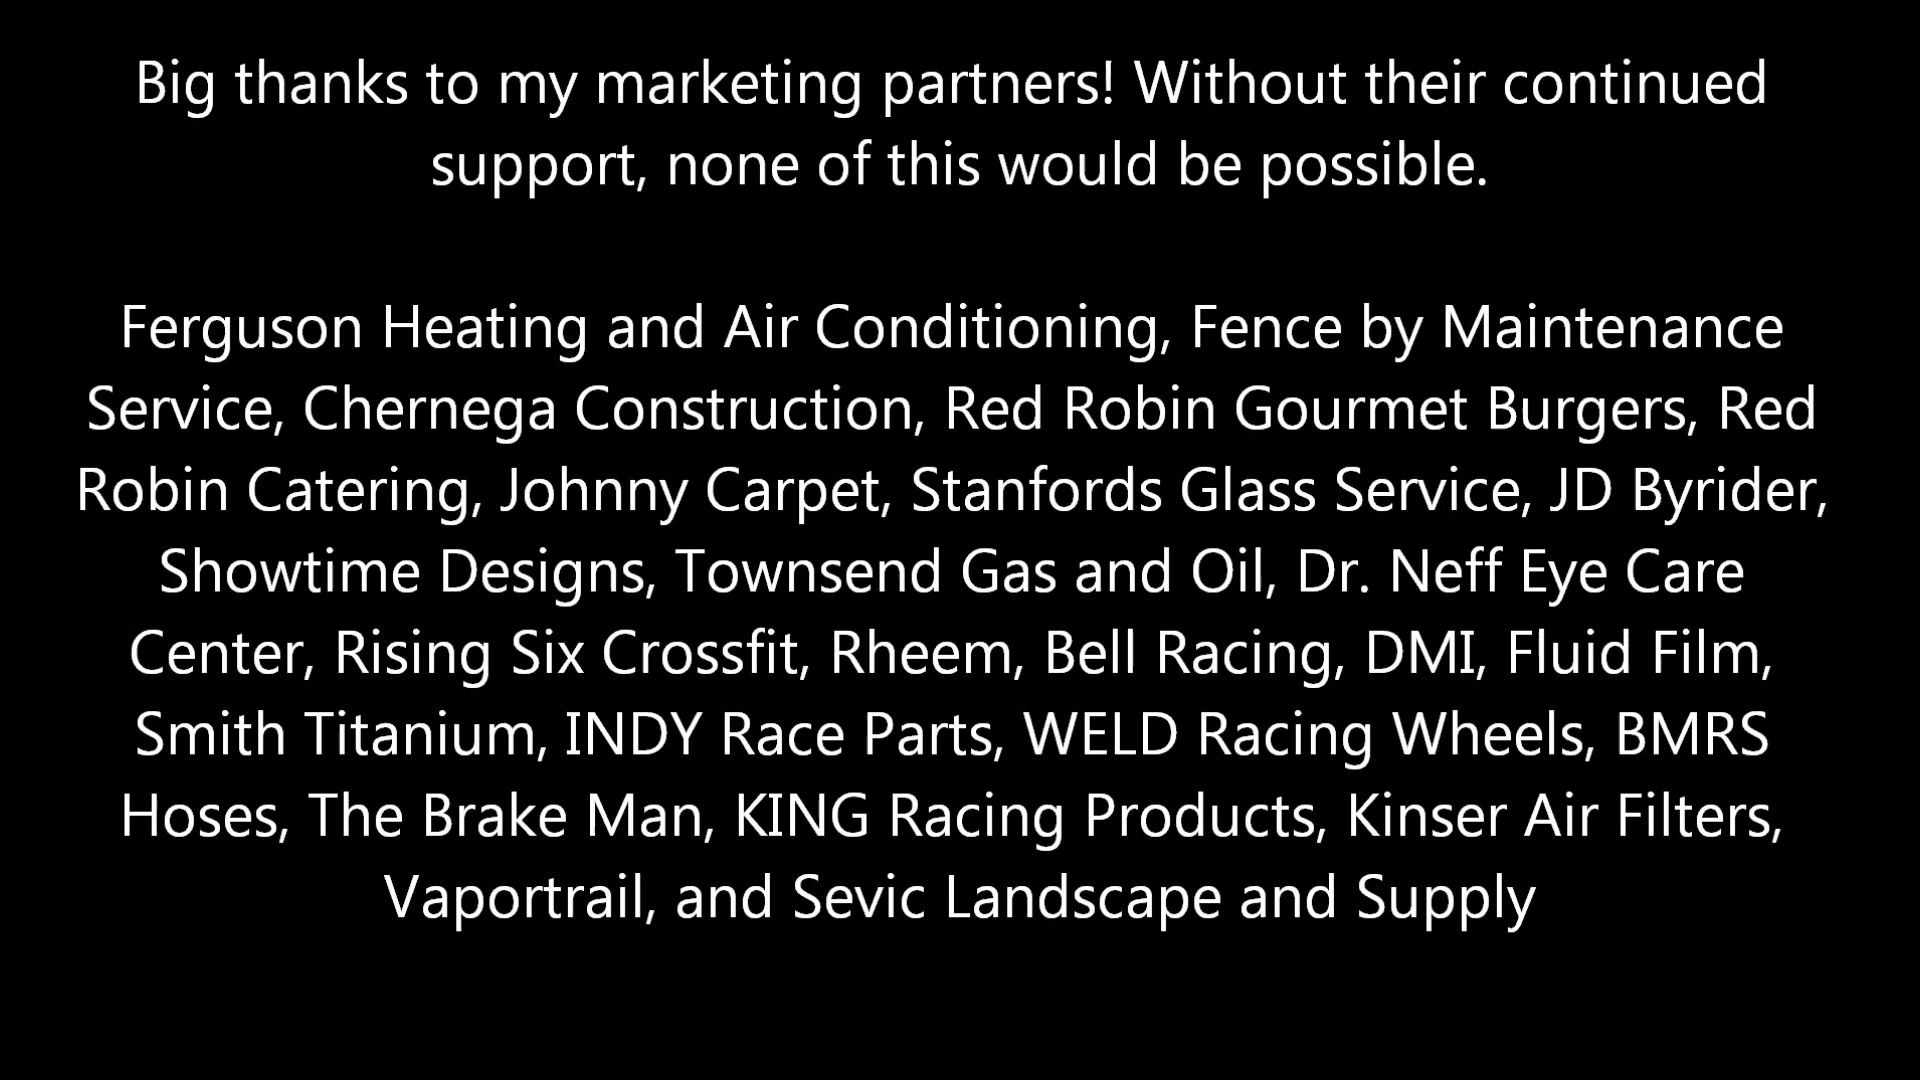 Big thanks to my marketing partners! Without their continued
support, none of this would be possible.
Ferguson Heating and Air Conditioning, Fence by Maintenance
Service, Chernega Construction, Red Robin Gourmet Burgers, Red
Robin Catering, Johnny Carpet, Stanfords Glass Service, JD Byrider,
Showtime Designs, Townsend Gas and Oil, Dr. Neff Eye Care
Center, Rising Six Crossfit, Rheem, Bell Racing, DMI, Fluid Film,
Smith Titanium, INDY Race Parts, WELD Racing Wheels, BMRS
Hoses, The Brake Man, KING Racing Products, Kinser Air Filters,
Vaportrail, and Sevic Landscape and Supply